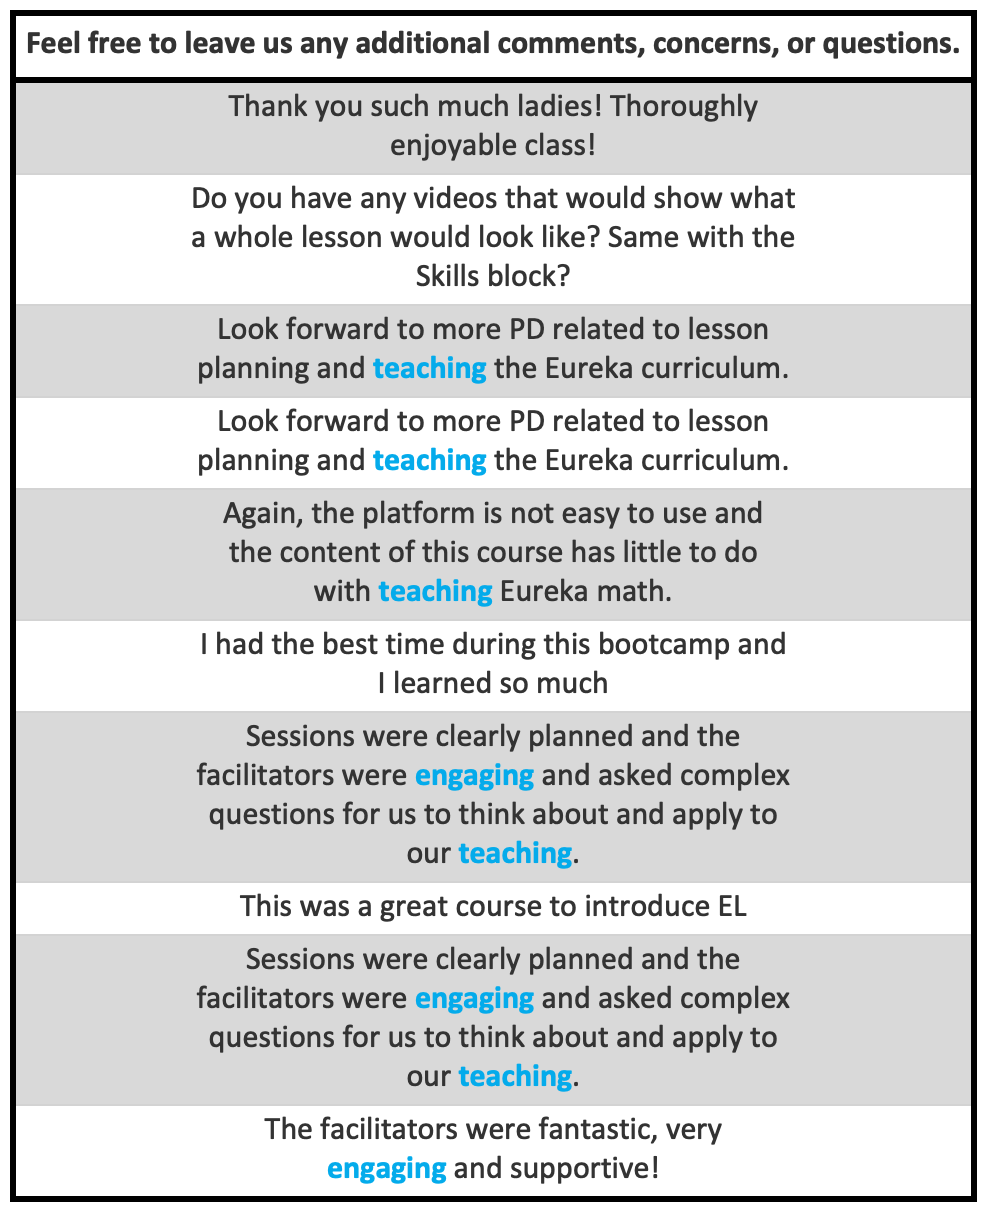 Feel free to leave us any additional comments, concerns, or questions.
Thank you such much ladies! Thoroughly
enjoyable class!
Do you have any videos that would show what
a whole lesson would look like? Same with the
Skills block?
Look forward to more PD related to lesson
planning and teaching the Eureka curriculum.
Look forward to more PD related to lesson
planning and teaching the Eureka curriculum.
Again, the platform is not easy to use and
the content of this course has little to do
with teaching Eureka math.
I had the best time during this bootcamp and
I learned so much
Sessions were clearly planned and the
facilitators were engaging and asked complex
questions for us to think about and apply to
our teaching.
This was a great course to introduce EL
Sessions were clearly planned and the
facilitators were engaging and asked complex
questions for us to think about and apply to
our teaching.
The facilitators were fantastic, very
engaging and supportive!